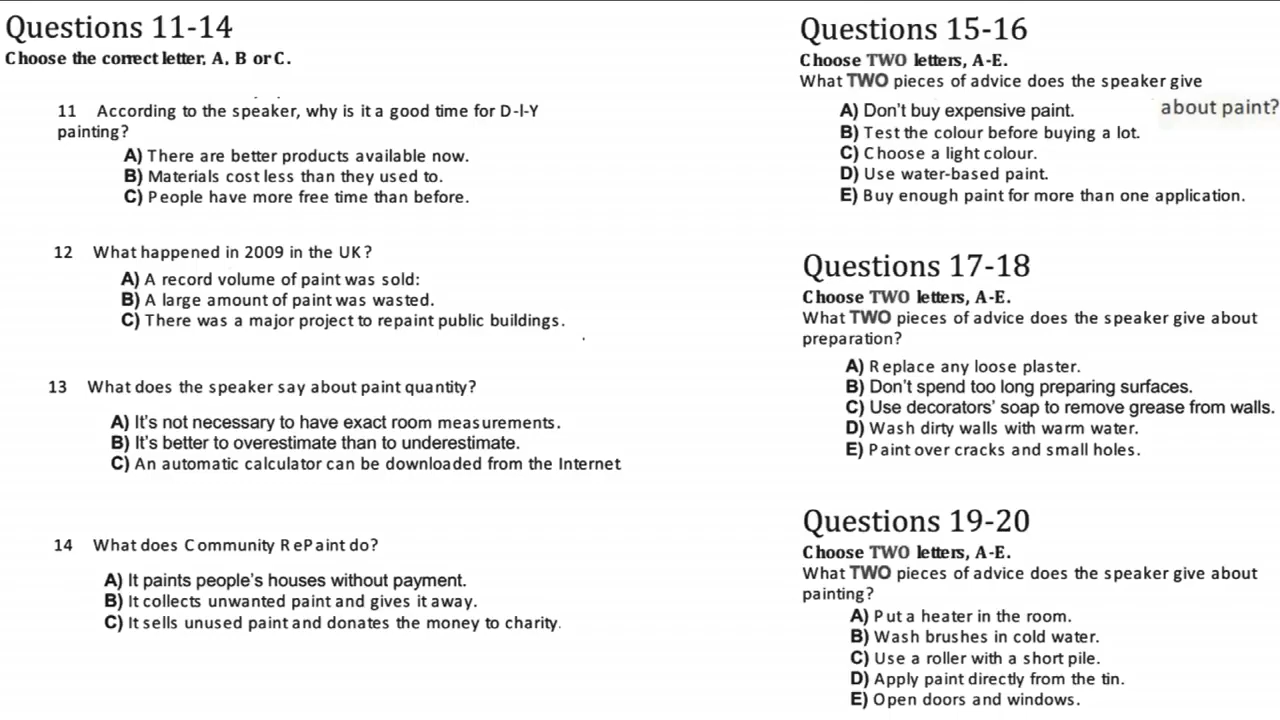 Questions 11-14
Choose the correct letter, A, B or C.
11 According to the speaker, why is it a good time for D-I-Y
painting?
A) There are better products available now.
B) Materials cost less than they used to.
C) People have more free time than before.
12 What happened in 2009 in the UK?
A) A record volume of paint was sold:
B) A large amount of paint was wasted.
C) There was a major project to repaint public buildings.
13 What does the speaker say about paint quantity?
A) It's not necessary to have exact room measurements.
B) It's better to overestimate than to underestimate.
C) An automatic calculator can be downloaded from the Internet
14 What does Community RePaint do?
A) It paints people's houses without payment.
B) It collects unwanted paint and gives it away.
C) It sells unused paint and donates the money to charity.
Questions 15-16
Choose TWO letters, A-E.
What TWO pieces of advice does the speaker give
about paint?
A) Don't buy expensive paint.
B) Test the colour before buying a lot.
C) Choose a light colour.
D) Use water-based paint.
E) Buy enough paint for more than one application.
Questions 17-18
Choose TWO letters, A-E.
What TWO pieces of advice does the speaker give about
preparation?
A) Replace any loose plaster.
B) Don't spend too long preparing surfaces.
C) Use decorators' soap to remove grease from walls.
D) Wash dirty walls with warm water.
E) Paint over cracks and small holes.
Questions 19-20
Choose TWO letters, A-E.
What TWO pieces of advice does the speaker give about
painting?
A) Put a heater in the room.
B) Wash brushes in cold water.
C) Use a roller with a short pile.
D) Apply paint directly from the tin.
E) Open doors and windows.